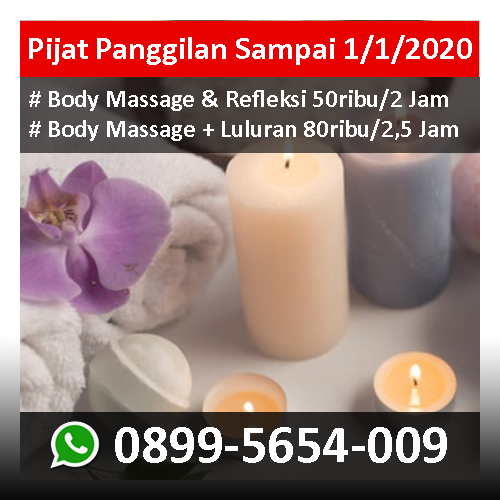 Pijat Panggilan Sampai 1/1/2020
# Body Massage & Refleksi 50ribu/2 Jam
# Body Massage + Luluran 80ribu/2,5 Jam
0899-5654-009